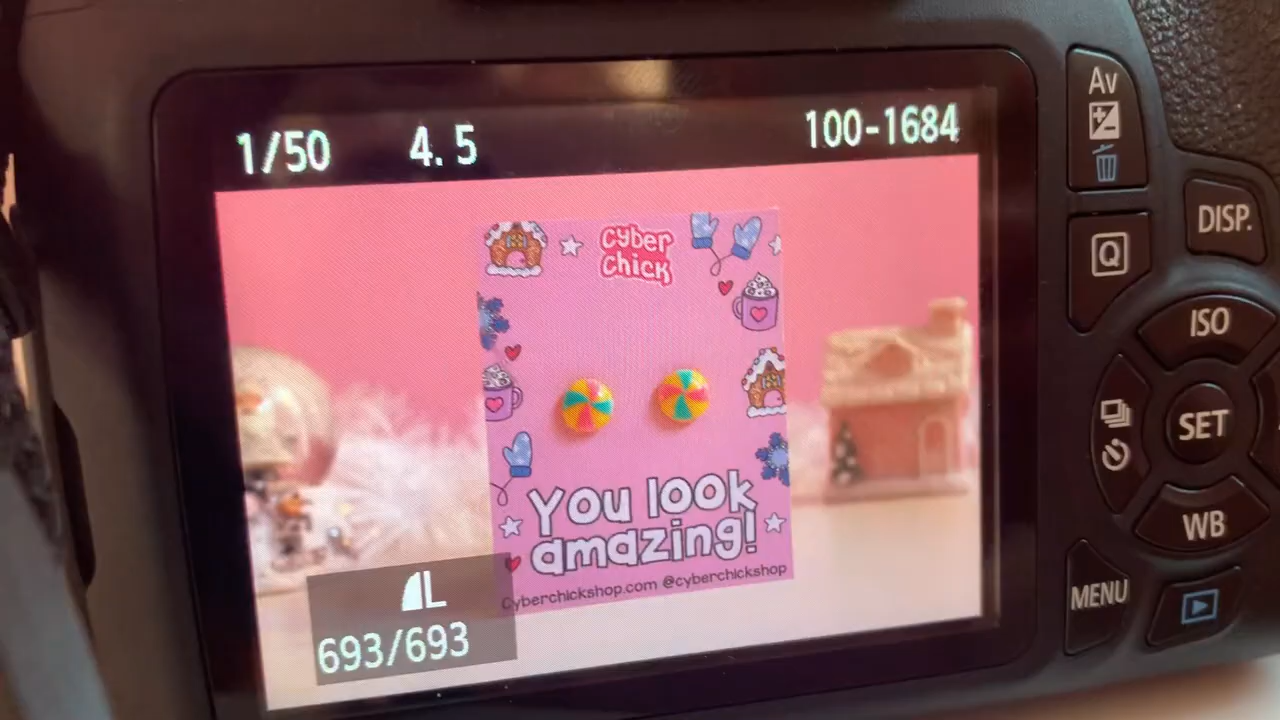 1/50 4.5 100-1684
cyber
chick
You look
amazing!
Cyberchickshop.com @cyberchickshop
L
693/693
Av
Q
DISP.
ISO
SET
WB
MENU